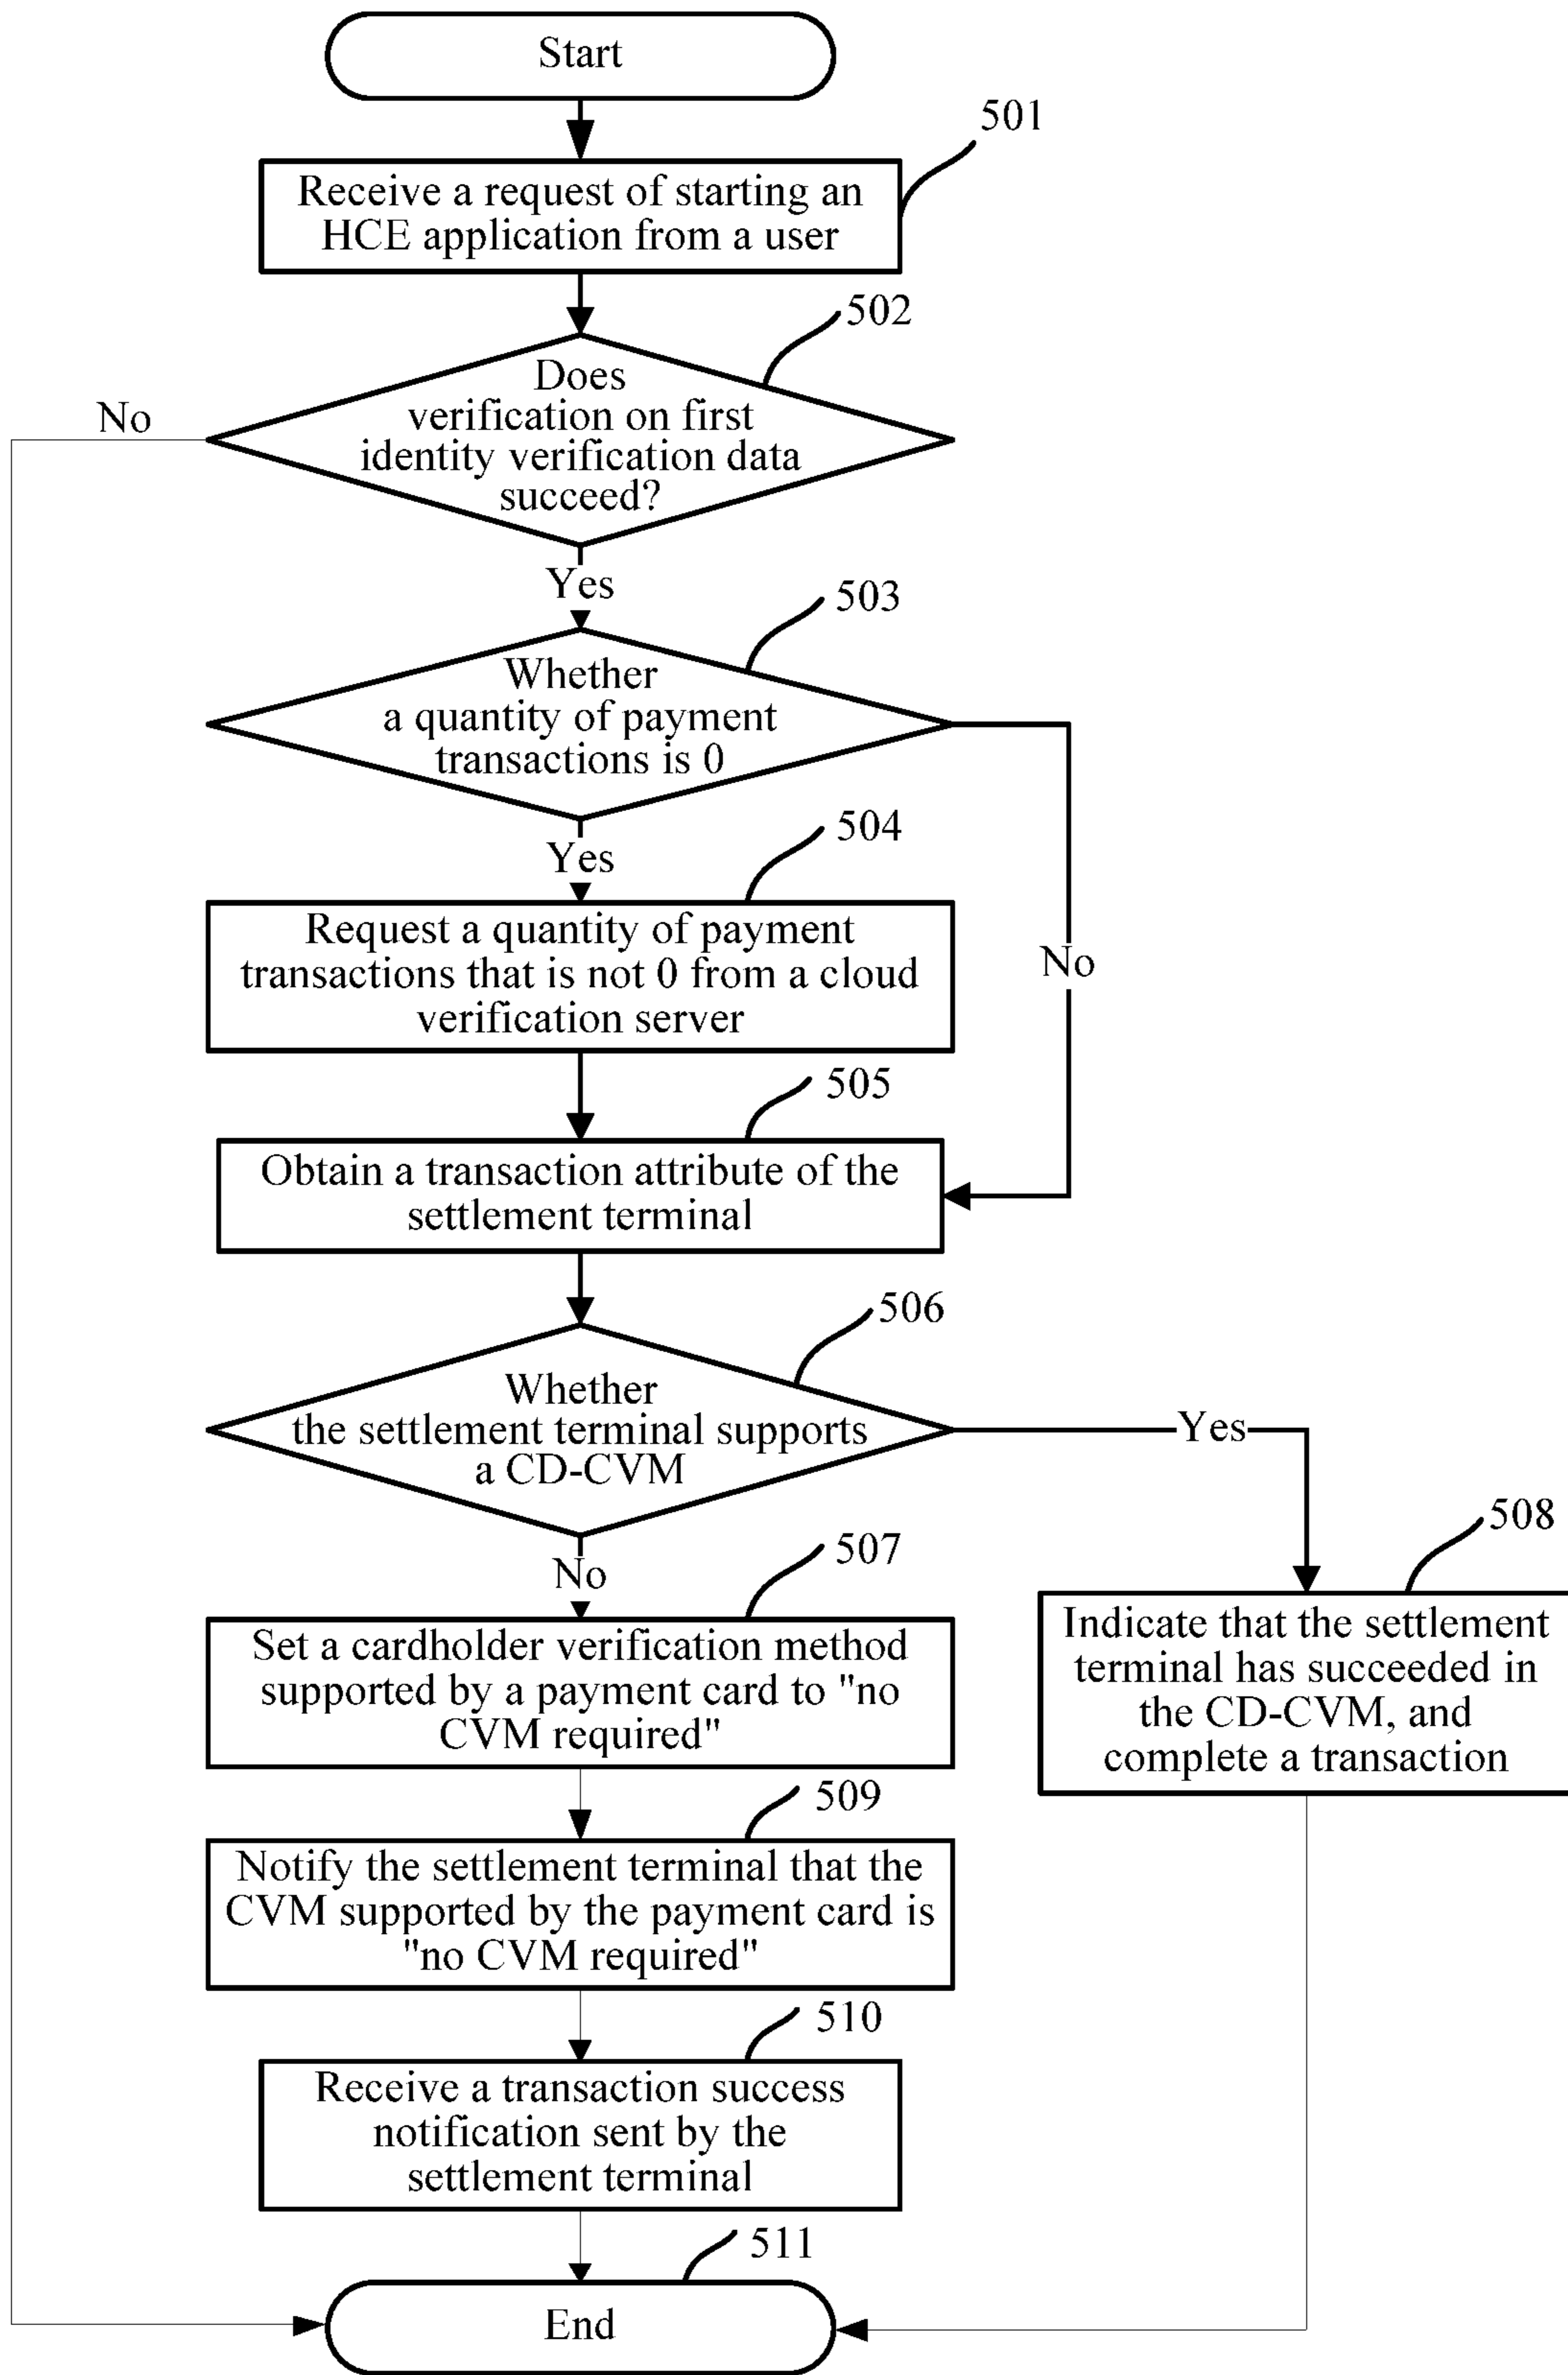 Start
501
Receive a request of starting an
HCE application from a user
502
Does
verification on first
identity verification data
succeed?
No
Yes
503
Whether
a quantity of payment
transactions is 0
Yes
504
Request a quantity of payment
transactions that is not 0 from a cloud
verification server
No
505
Obtain a transaction attribute of the
settlement terminal
506
Whether
the settlement terminal supports
a CD-CVM
Yes
No
507
Set a cardholder verification method
supported by a payment card to "no
CVM required"
508
Indicate that the settlement
terminal has succeeded in
the CD-CVM, and
complete a transaction
509
Notify the settlement terminal that the
CVM supported by the payment card is
"no CVM required"
510
Receive a transaction success
notification sent by the
settlement terminal
511
End